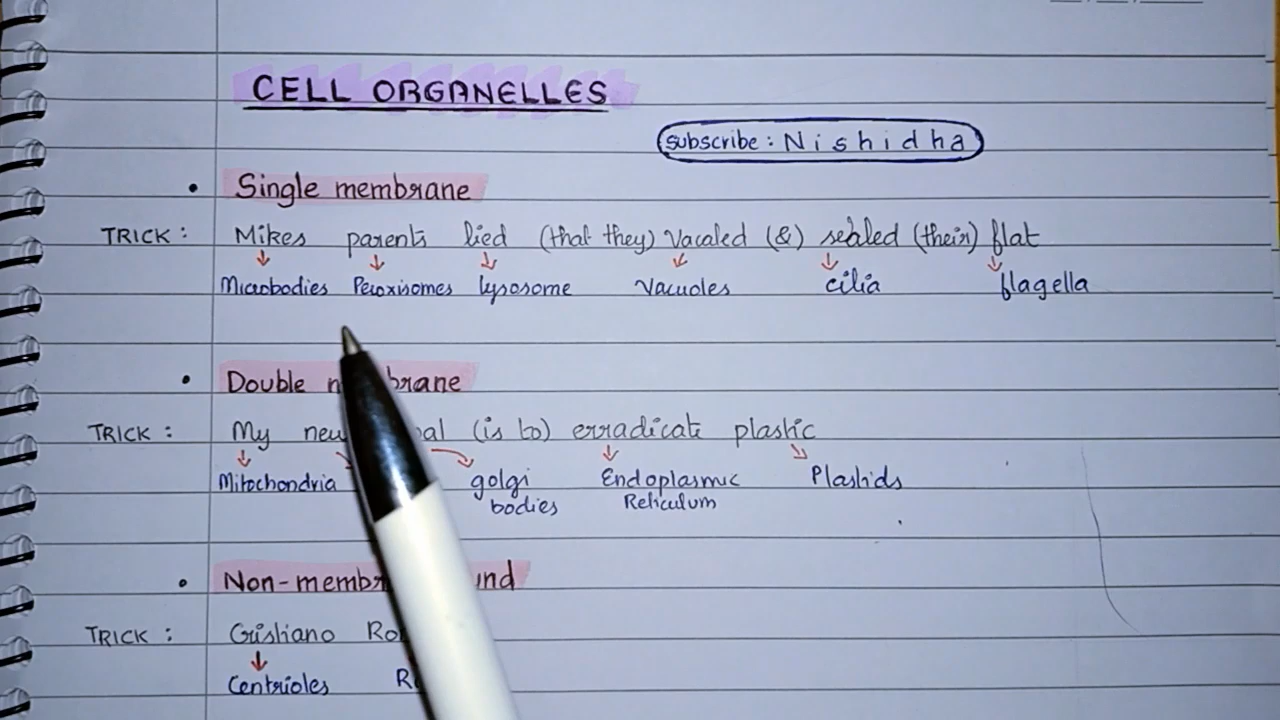 CELL ORGANELLES
Subscribe: Nishidha
• Single membrane
TRICK: Mikes parents lied (that they) Vacaled (&) sealed (their) flat
Microbodies Peroxisomes Lysosome Vacuoles cilia flagella
• Double brane
TRICK: My (is to) erradicate plastic
Mitochondria golgi bodies Endoplasmic Reticulum Plastids
• Non-
TRICK: Cristiano
Centrioles